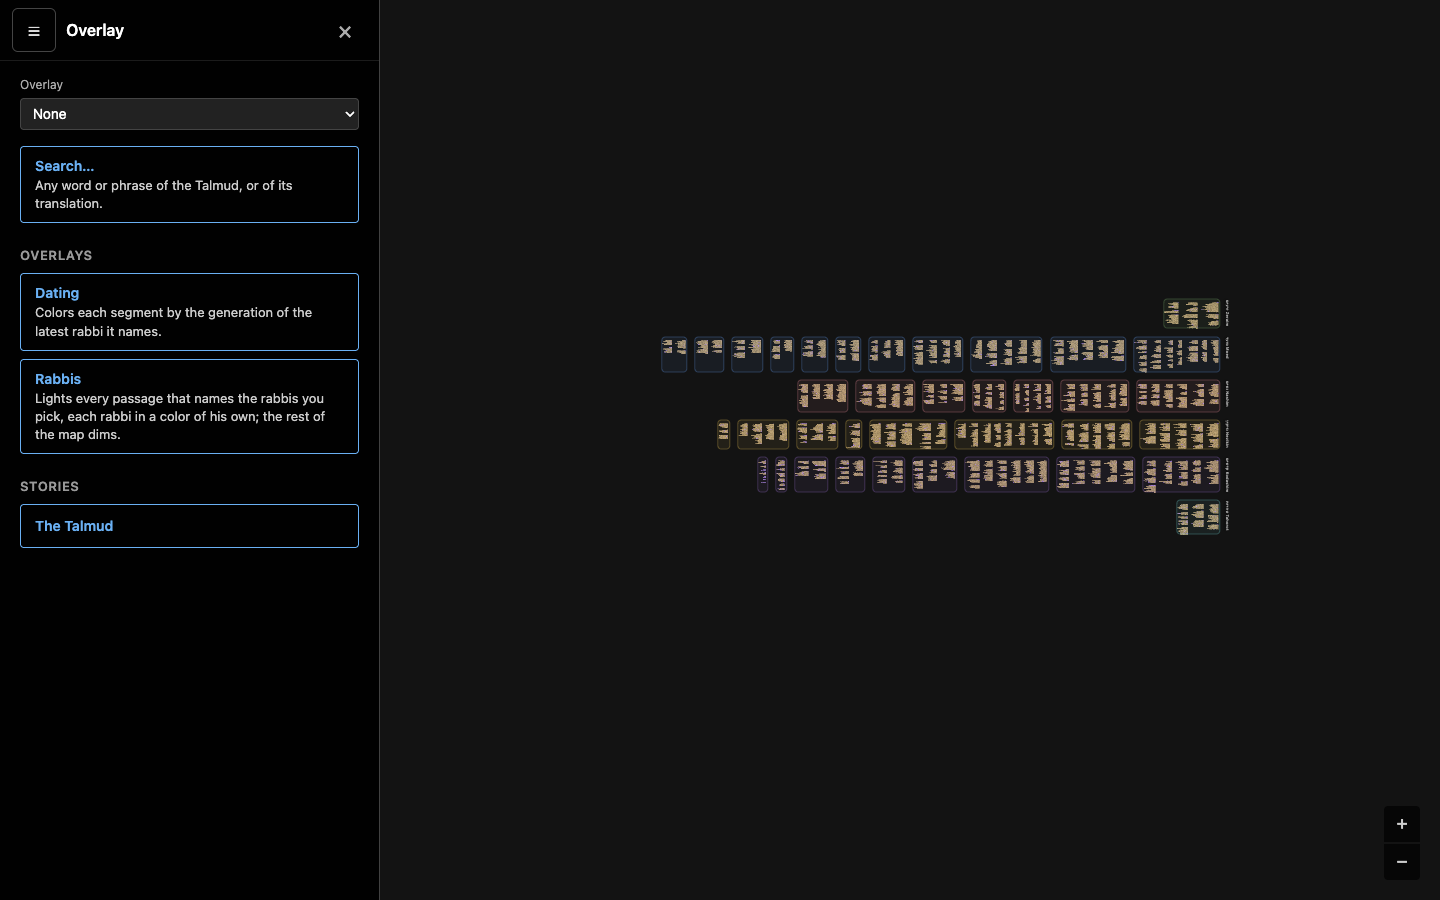 Overlay
Overlay
None
Search...
Any word or phrase of the Talmud, or of its
translation.
OVERLAYS
Dating
Colors each segment by the generation of the
latest rabbi it names.
Rabbis
Lights every passage that names the rabbis you
pick, each rabbi in a color of his own; the rest of
the map dims.
STORIES
The Talmud